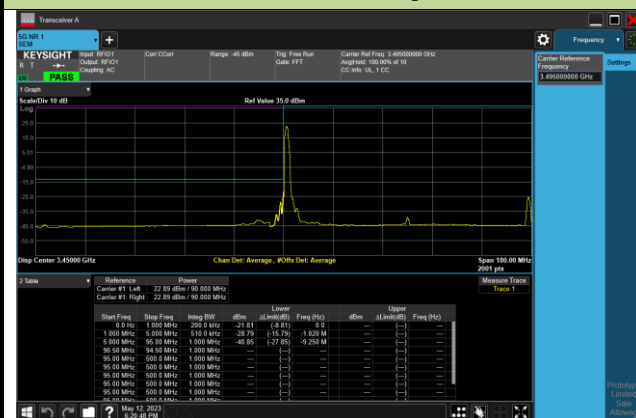 Transceiver A
5G NR 1
SEM
Frequency
KEYSIGHT
R T
LXI
PASS
Input: RFIO1
Output: RFIO1
Coupling: AC
Corr CCorr
Range: -45 dBm
Trig: Free Run
Gate: FFT
Carrier Ref Freq: 3.495000000 GHz
Avg|Hold: 100.00% of 10
CC Info: UL, 1 CC
Carrier Reference
Frequency
3.495000000 GHz
Settings
1 Graph
Scale/Div 10 dB
Ref Value 35.0 dBm
Log
25.0
15.0
5.01
-4.99
-15.0
-25.0
-35.0
-45.0
-55.0
Disp Center 3.45000 GHz
Chan Det: Average , #Offs Det: Average
Span 180.00 MHz
2001 pts
2 Table
Reference Power
Carrier #1: Left 22.89 dBm / 90.000 MHz
Carrier #1: Right 22.89 dBm / 90.000 MHz
Measure Trace
Trace 1
Lower Upper
Start Freq Stop Freq Integ BW dBm ΔLimit(dB) Freq (Hz) dBm ΔLimit(dB) Freq (Hz)
0.0 Hz 1.000 MHz 200.0 kHz -21.81 (-8.81) 0.0 --- (---) ---
1.000 MHz 5.000 MHz 510.0 kHz -28.79 (-15.79) -1.020 M --- (---) ---
5.000 MHz 95.00 MHz 1.000 MHz -40.85 (-27.85) -9.250 M --- (---) ---
90.50 MHz 94.50 MHz 1.000 MHz --- (---) --- --- (---) ---
95.00 MHz 500.0 MHz 1.000 MHz --- (---) --- --- (---) ---
95.00 MHz 500.0 MHz 1.000 MHz --- (---) --- --- (---) ---
95.00 MHz 500.0 MHz 1.000 MHz --- (---) --- --- (---) ---
95.00 MHz 500.0 MHz 1.000 MHz --- (---) --- --- (---) ---
May 12, 2023
6:20:48 PM